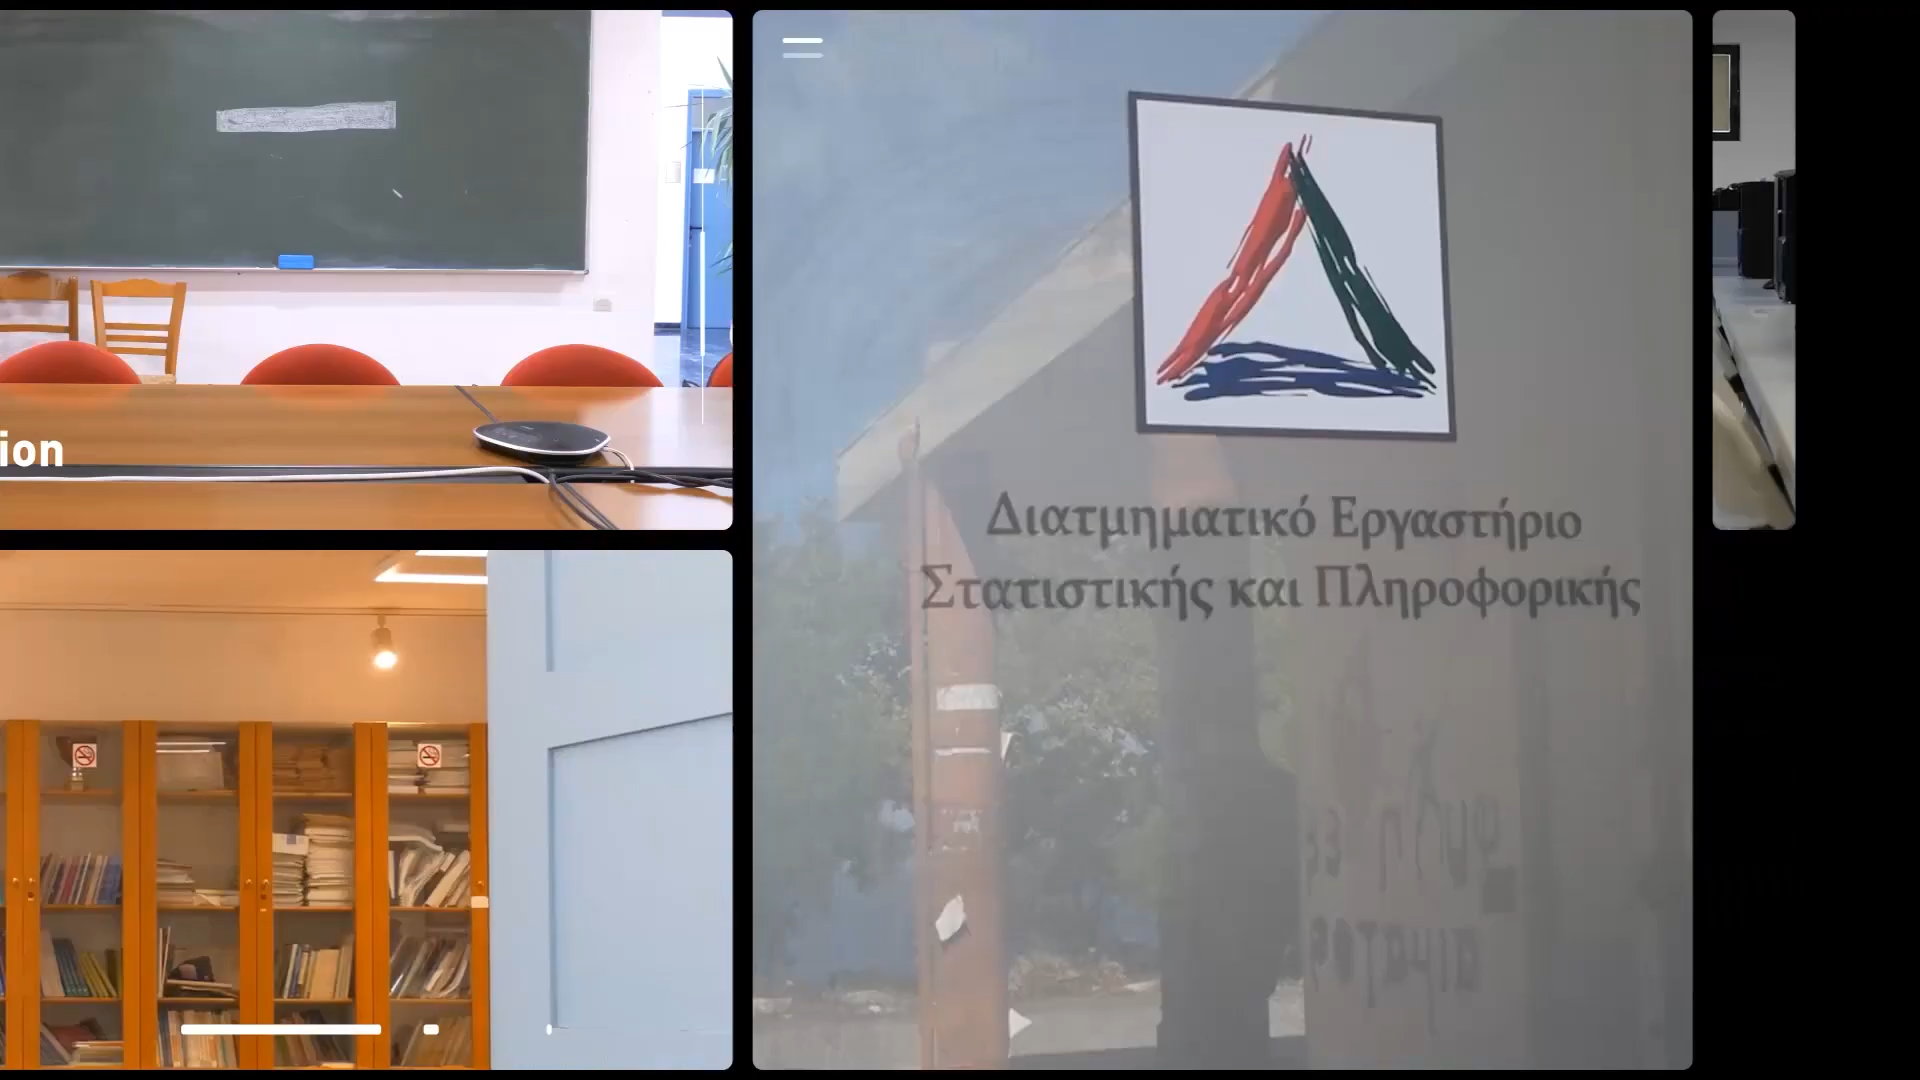 ion
Διατμηματικό Εργαστήριο
Στατιστικής και Πληροφορικής